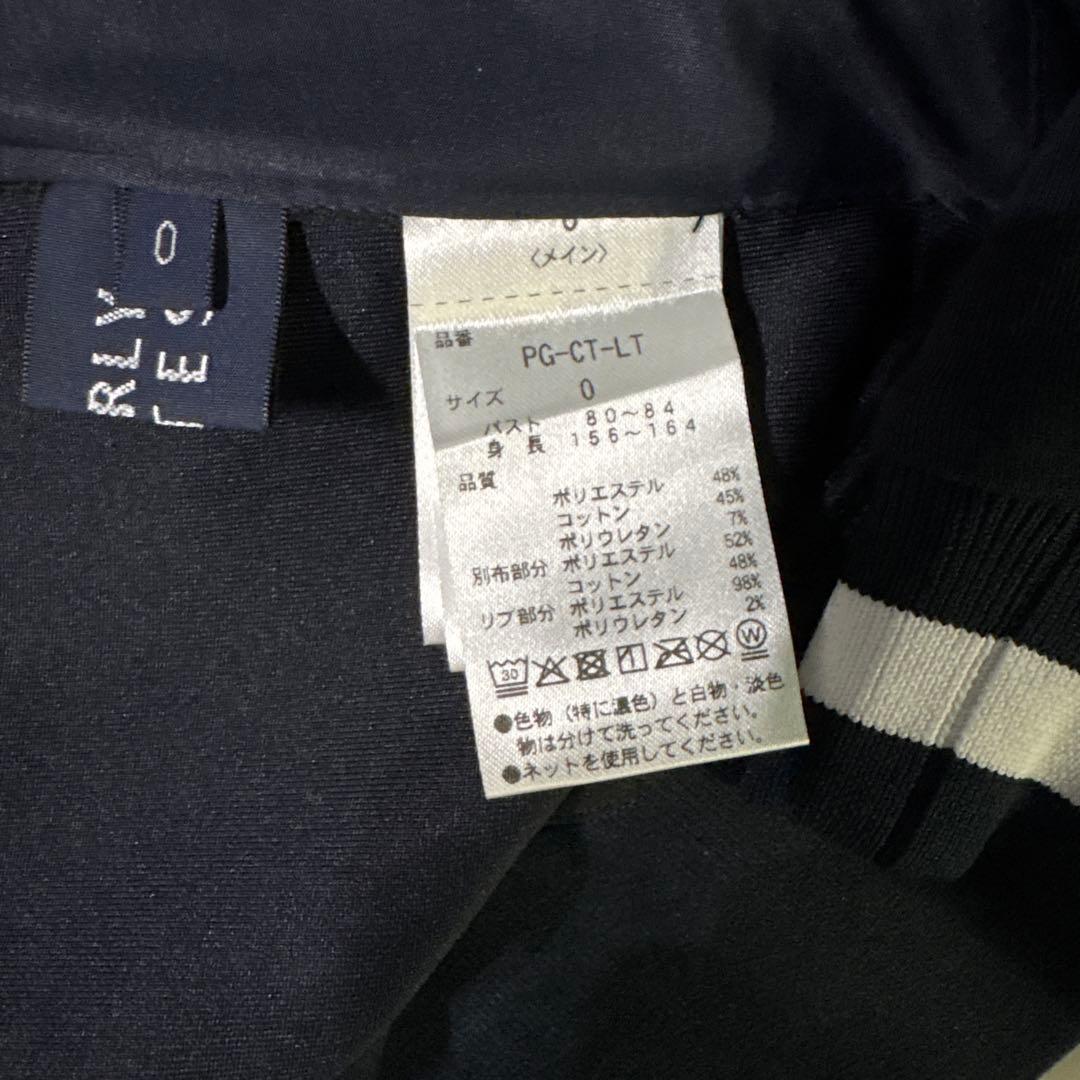 0
RLY
TES
〈メイン〉
品番
PG-CT-LT
サイズ 0
バスト 80～84
身長 156～164
品質
ポリエステル 48%
コットン 45%
ポリウレタン 7%
別布部分 ポリエステル 52%
コットン 48%
リブ部分 ポリエステル 98%
ポリウレタン 2%
30 W
●色物（特に濃色）と白物・淡色
物は分けて洗ってください。
●ネットを使用してください。